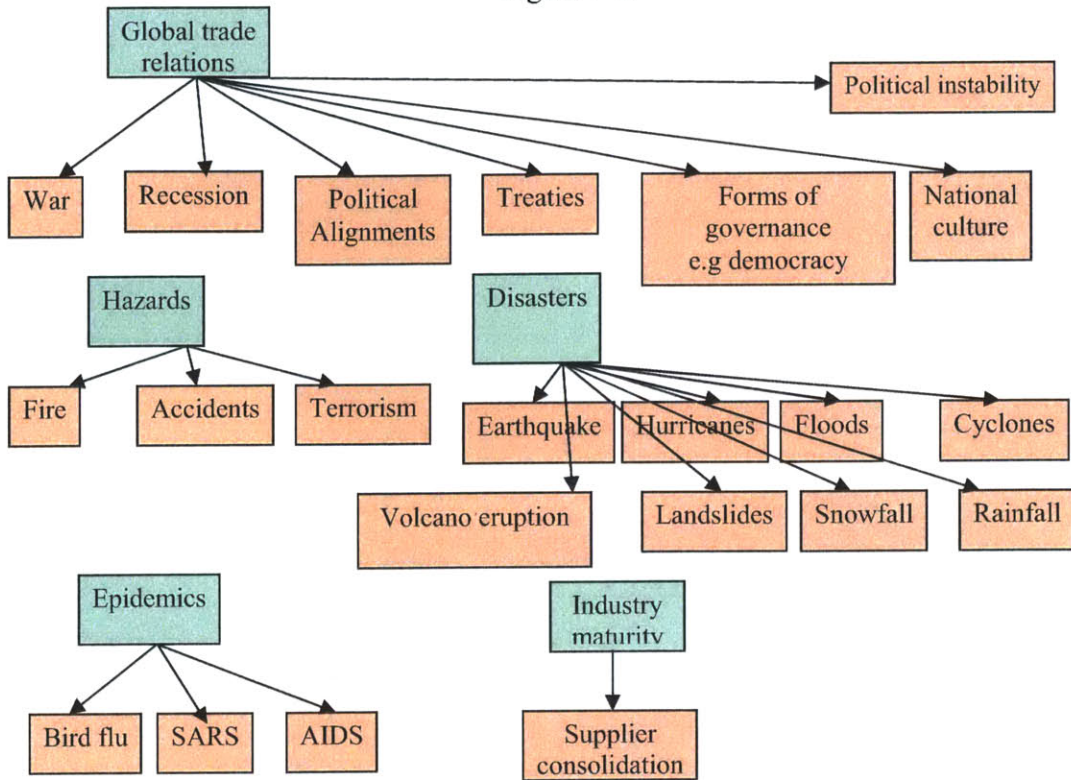 Global trade
relations
Political instability
War
Recession
Political
Alignments
Treaties
Forms of
governance
e.g democracy
National
culture
Hazards
Disasters
Fire
Accidents
Terrorism
Earthquake
Hurricanes
Floods
Cyclones
Volcano eruption
Landslides
Snowfall
Rainfall
Epidemics
Industry
maturity
Bird flu
SARS
AIDS
Supplier
consolidation